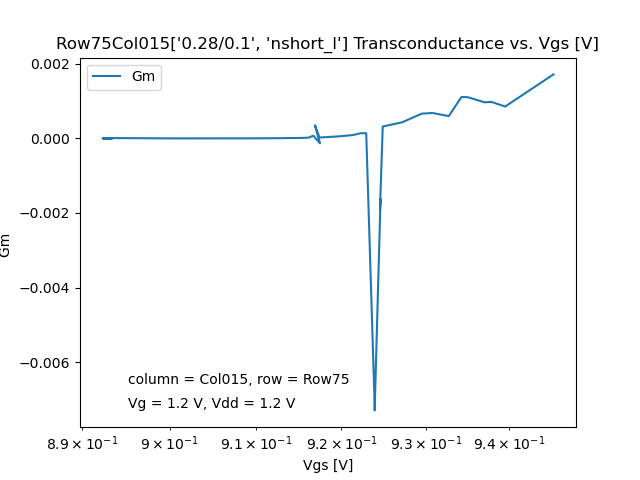 Row75Col015['0.28/0.1', 'nshort_l'] Transconductance vs. Vgs [V]
Gm
0.002
0.000
−0.002
−0.004
−0.006
Gm
column = Col015, row = Row75
Vg = 1.2 V, Vdd = 1.2 V
8.9 × 10⁻¹ 9 × 10⁻¹ 9.1 × 10⁻¹ 9.2 × 10⁻¹ 9.3 × 10⁻¹ 9.4 × 10⁻¹
Vgs [V]